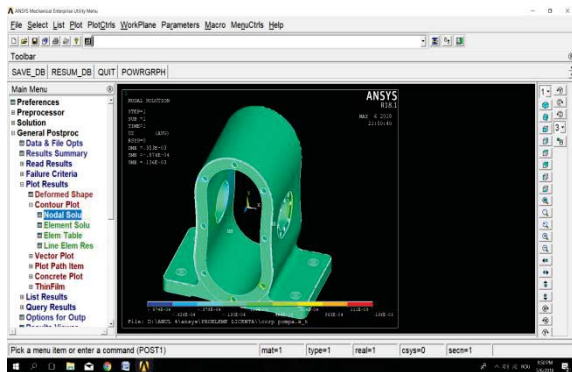 ANSYS Mechanical Enterprise Utility Menu
File Select List Plot PlotCtrls WorkPlane Parameters Macro MenuCtrls Help
Toolbar
SAVE_DB RESUM_DB QUIT POWRGRPH
Main Menu
Preferences
Preprocessor
Solution
General Postproc
Data & File Opts
Results Summary
Read Results
Failure Criteria
Plot Results
Deformed Shape
Contour Plot
Nodal Solu
Element Solu
Elem Table
Line Elem Res
Vector Plot
Plot Path Item
Concrete Plot
ThinFilm
List Results
Query Results
Options for Outp
NODAL SOLUTION
STEP=1
SUB =1
TIME=1
(AVG)
RSYS=0
ANSYS
R18.1
MAY 6 2020
X
1
3
Pick a menu item or enter a command (POST1)
mat=1
type=1
real=1
csys=0
secn=1